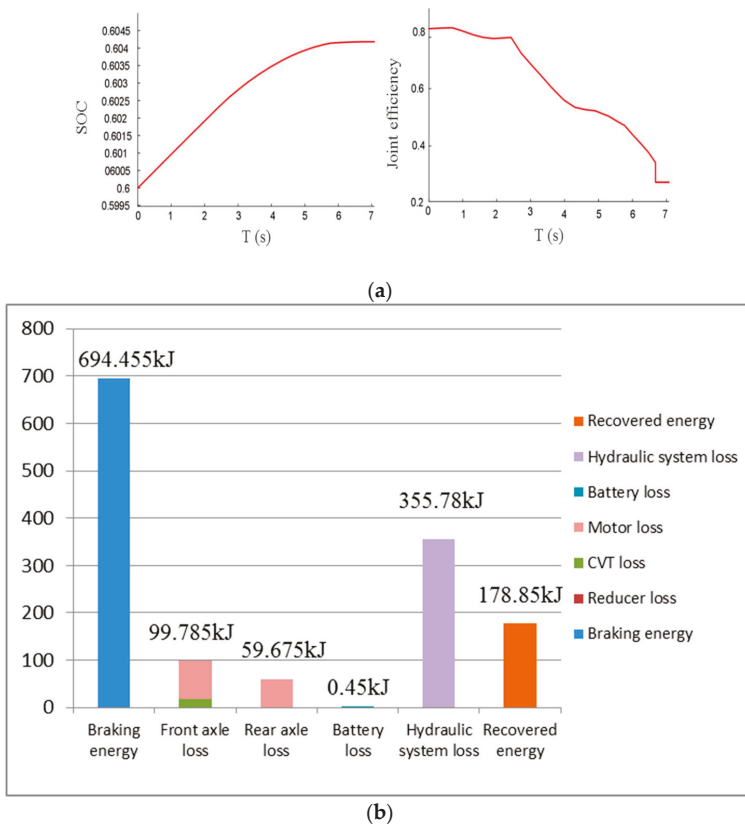 0.6045
0.604
0.6035
0.603
0.6025
0.602
0.6015
0.601
06005
0.6
0.5995
SOC
0 1 2 3 4 5 6 7
T (s)
0.8
0.6
0.4
0.2
Joint efficiency
0 1 2 3 4 5 6 7
T (s)
(a)
800
700
600
500
400
300
200
100
0
694.455kJ
99.785kJ
59.675kJ
0.45kJ
355.78kJ
178.85kJ
Braking energy
Front axle loss
Rear axle loss
Battery loss
Hydraulic system loss
Recovered energy
Recovered energy
Hydraulic system loss
Battery loss
Motor loss
CVT loss
Reducer loss
Braking energy
(b)